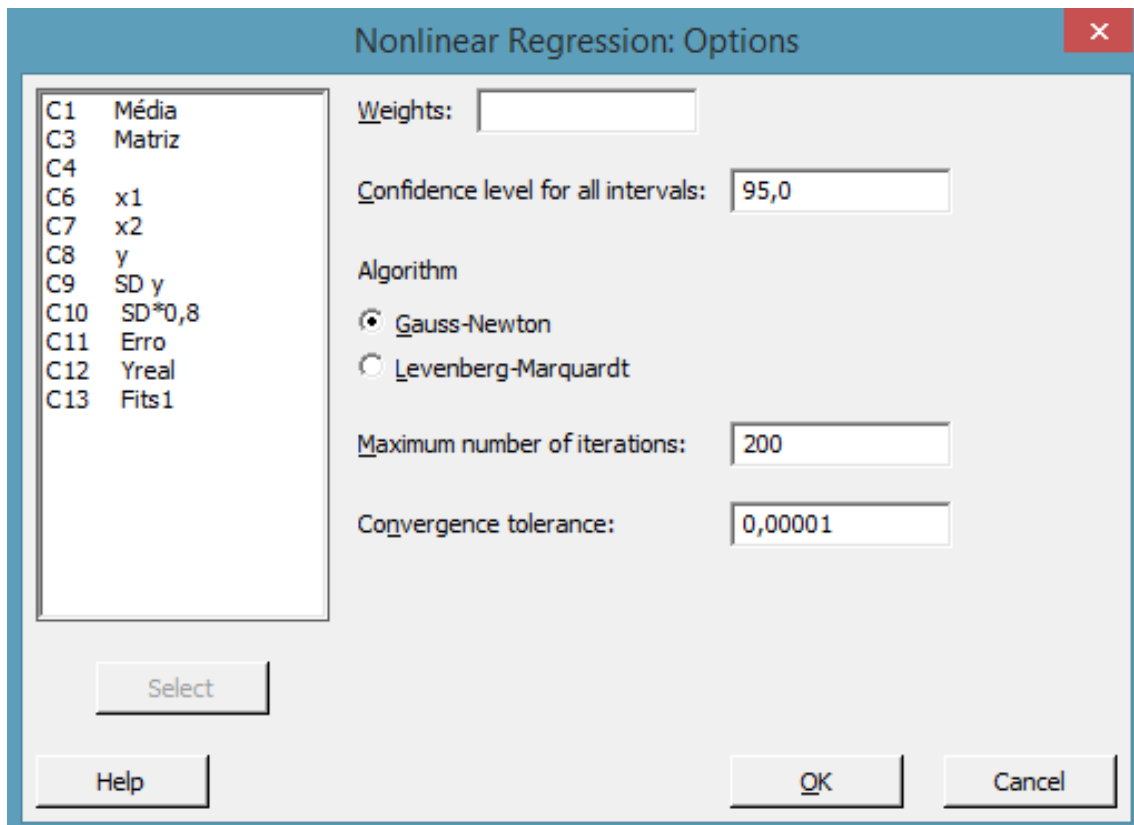 Nonlinear Regression: Options
C1 Média
C3 Matriz
C4
C6 x1
C7 x2
C8 y
C9 SD y
C10 SD*0,8
C11 Erro
C12 Yreal
C13 Fits1
Weights:
Confidence level for all intervals: 95,0
Algorithm
Gauss-Newton
Levenberg-Marquardt
Maximum number of iterations: 200
Convergence tolerance: 0,00001
Select
Help
OK
Cancel